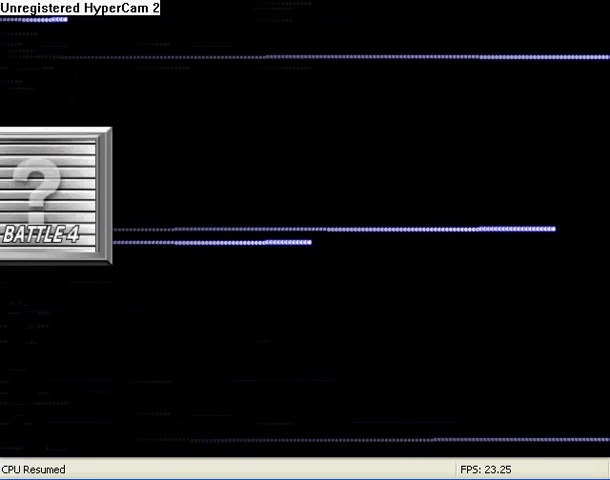 Unregistered HyperCam 2
?
BATTLE 4
CPU Resumed
FPS: 23.25